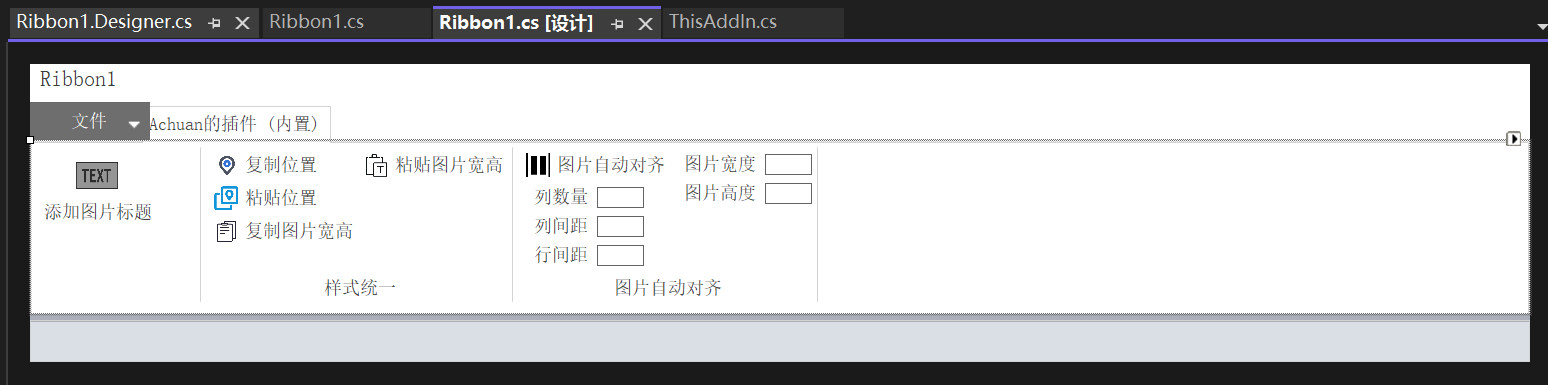 Ribbon1.Designer.cs Ribbon1.cs Ribbon1.cs [设计] ThisAddIn.cs
Ribbon1
文件 Achuan的插件 (内置)
TEXT
添加图片标题
复制位置 粘贴图片宽高
粘贴位置
复制图片宽高
样式统一
图片自动对齐 图片宽度
列数量 图片高度
列间距
行间距
图片自动对齐